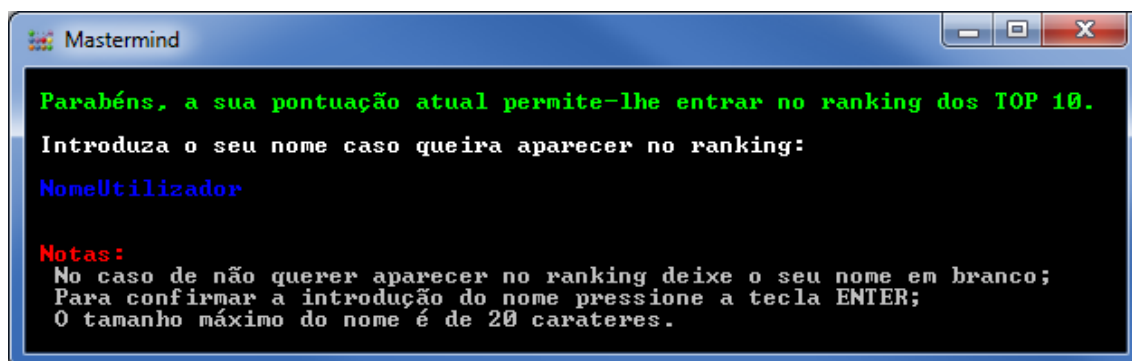 Mastermind
Parabéns, a sua pontuação atual permite-lhe entrar no ranking dos TOP 10.
Introduza o seu nome caso queira aparecer no ranking:
NomeUtilizador
Notas:
No caso de não querer aparecer no ranking deixe o seu nome em branco;
Para confirmar a introdução do nome pressione a tecla ENTER;
O tamanho máximo do nome é de 20 carateres.